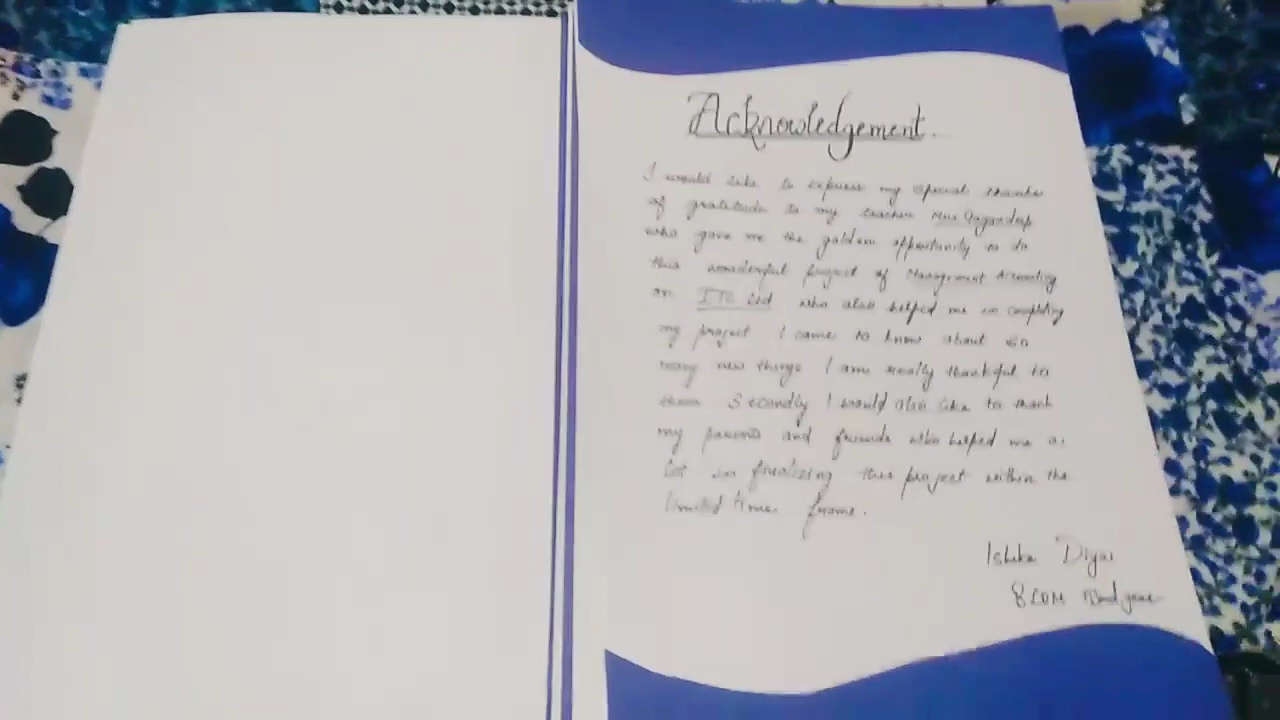 Acknowledgement.
I would like to express my special thanks
of gratitude to my teacher Mrs Gagandeep
who gave me the golden opportunity to do
this wonderful project of Management Accounting
on ITC Ltd who also helped me in completing
my project I came to know about so
many new things I am really thankful to
them Secondly I would also like to thank
my parents and friends who helped me a
lot in finalizing this project within the
limited time frame.
Ishika
BCOM